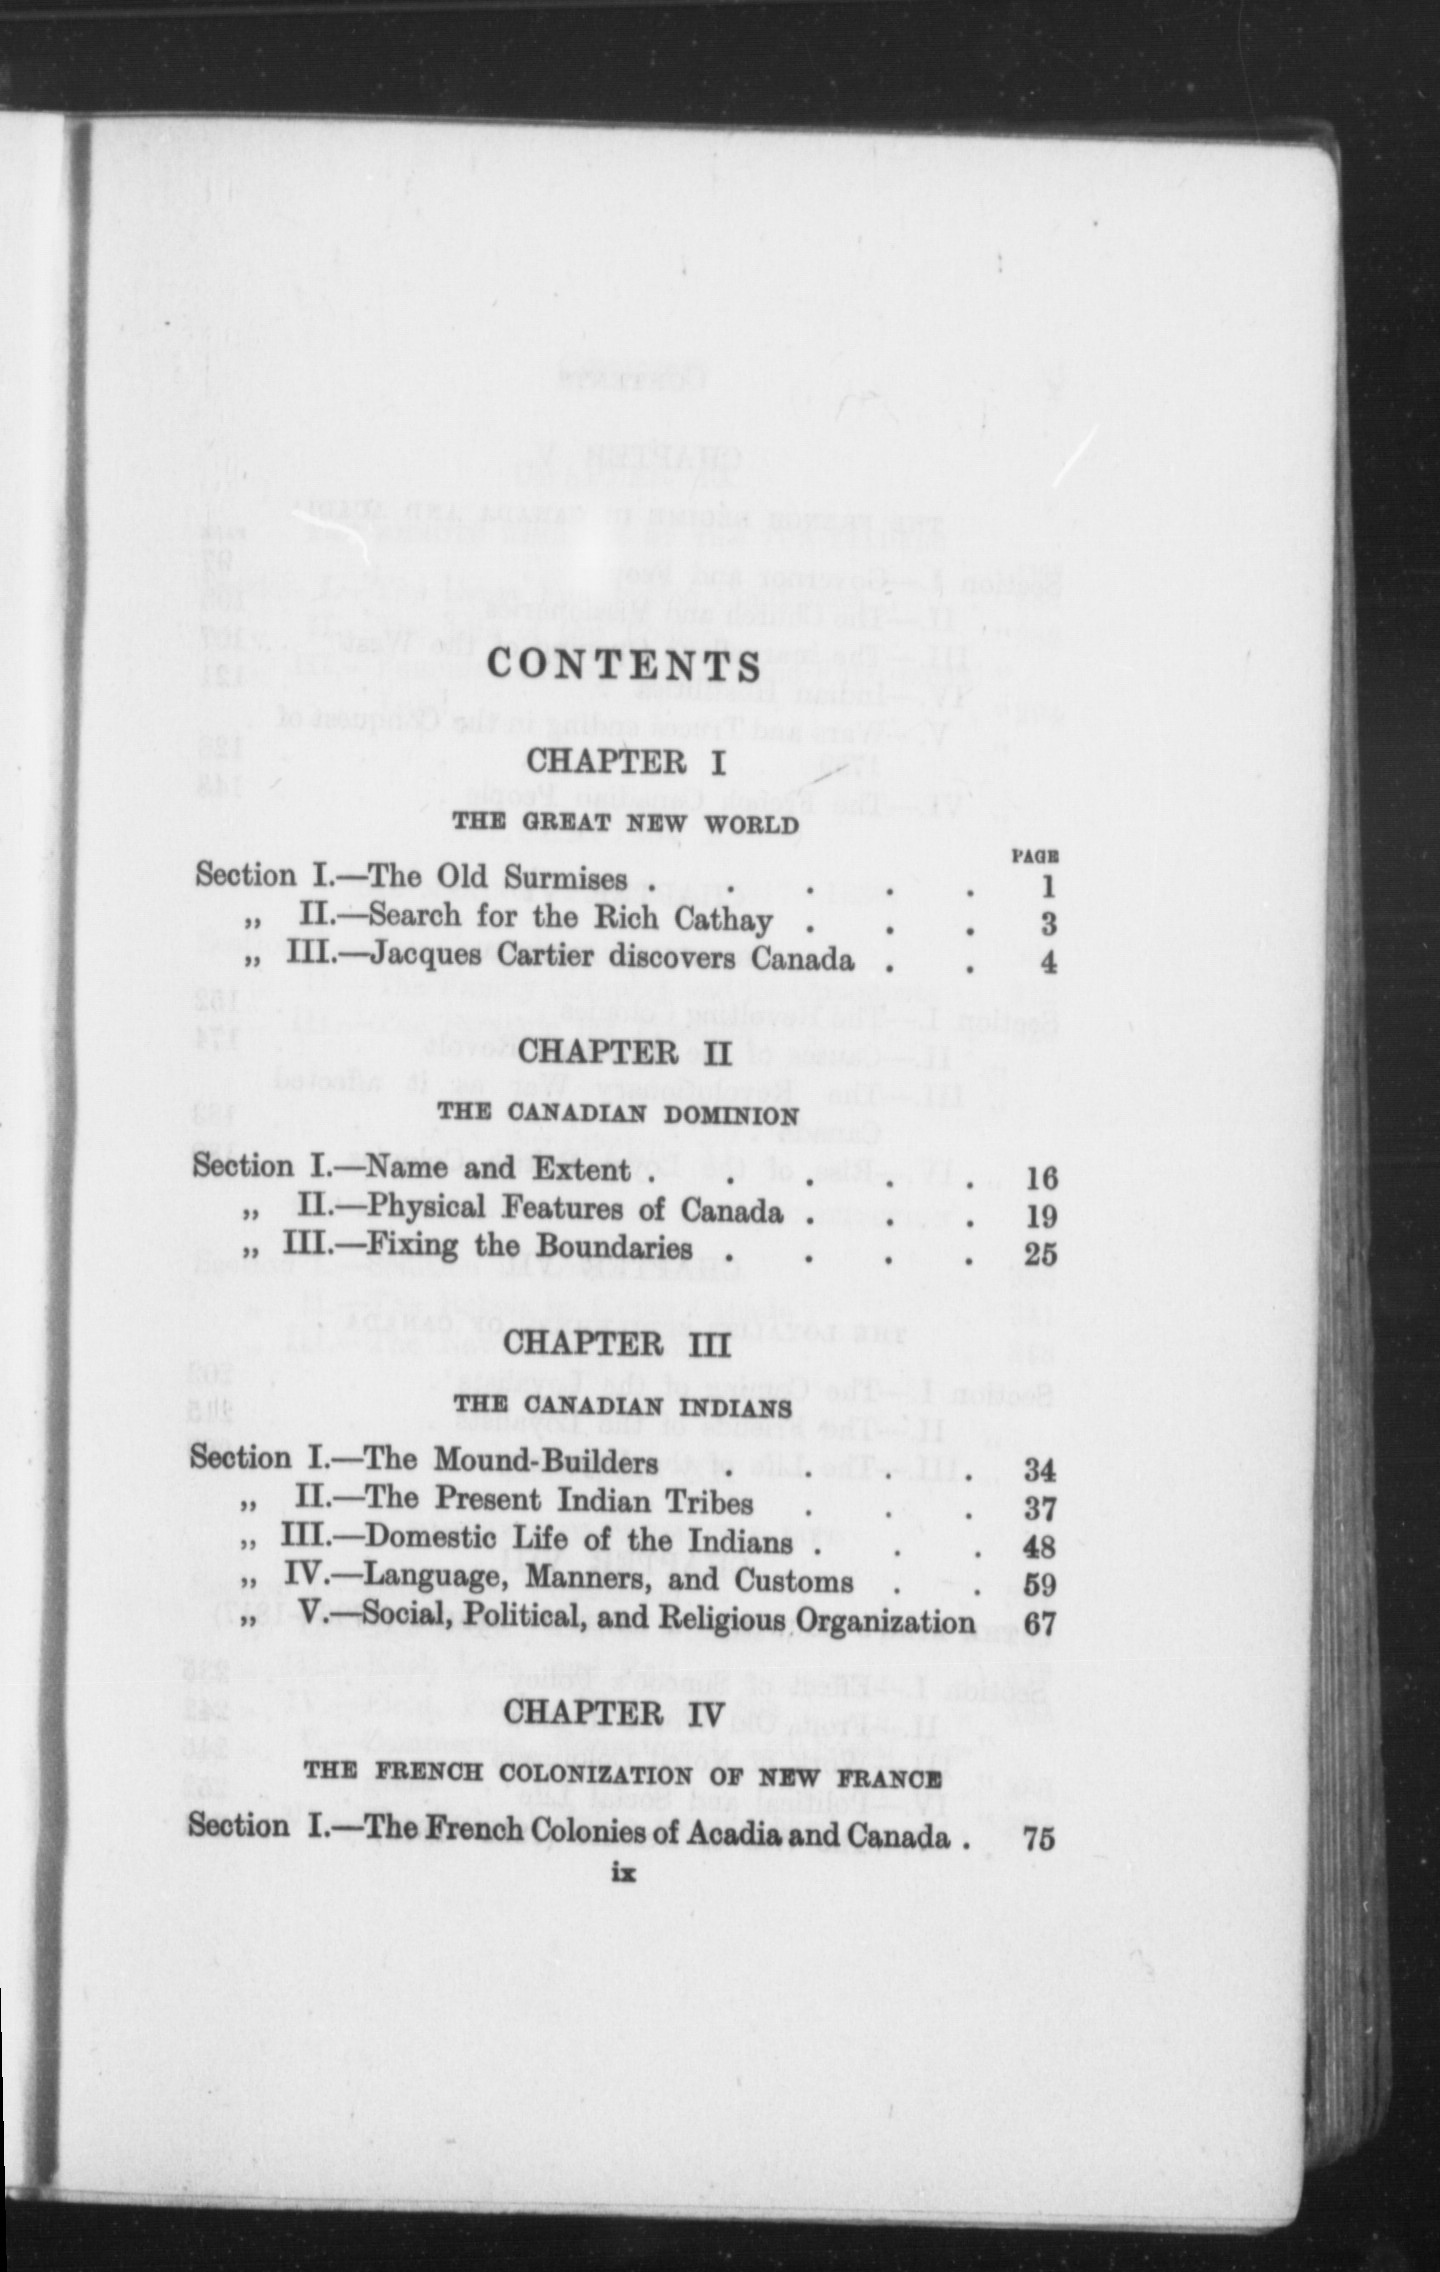 CONTENTS
CHAPTER I
THE GREAT NEW WORLD
PAGE
Section I.—The Old Surmises . . . . . 1
„ II.—Search for the Rich Cathay . . . 3
„ III.—Jacques Cartier discovers Canada . . 4
CHAPTER II
THE CANADIAN DOMINION
Section I.—Name and Extent . . . . . 16
„ II.—Physical Features of Canada . . . 19
„ III.—Fixing the Boundaries . . . . 25
CHAPTER III
THE CANADIAN INDIANS
Section I.—The Mound-Builders . . . . 34
„ II.—The Present Indian Tribes . . . 37
„ III.—Domestic Life of the Indians . . . 48
„ IV.—Language, Manners, and Customs . . 59
„ V.—Social, Political, and Religious Organization 67
CHAPTER IV
THE FRENCH COLONIZATION OF NEW FRANCE
Section I.—The French Colonies of Acadia and Canada . 75
ix